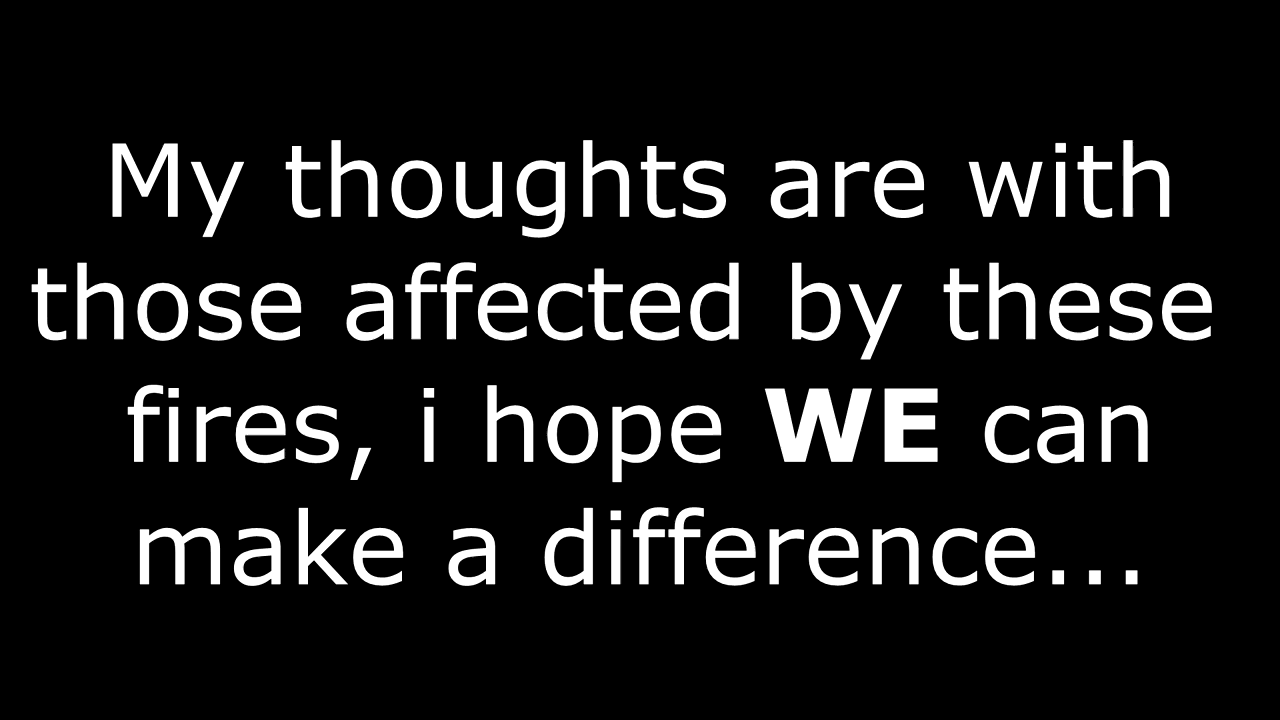 My thoughts are with
those affected by these
fires, i hope WE can
make a difference...